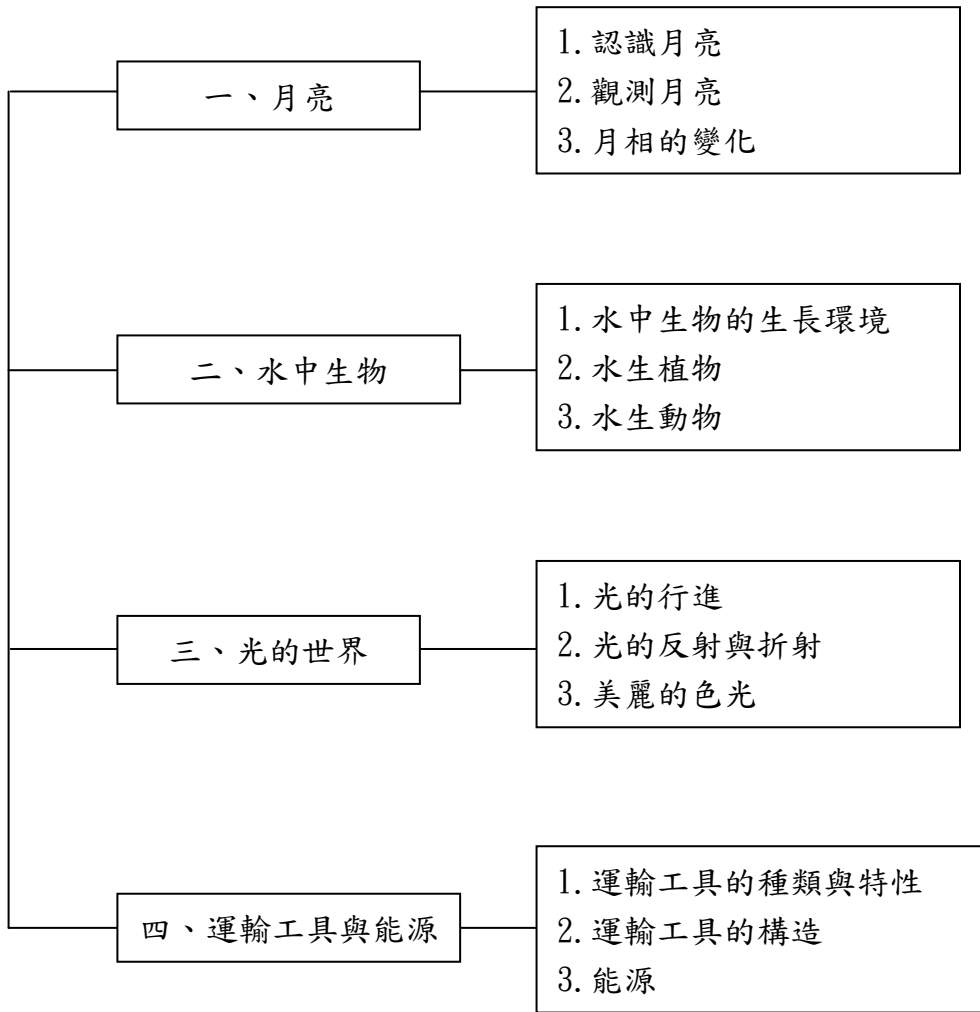 一、月亮
1.認識月亮
2.觀測月亮
3.月相的變化
二、水中生物
1.水中生物的生長環境
2.水生植物
3.水生動物
三、光的世界
1.光的行進
2.光的反射與折射
3.美麗的色光
四、運輸工具與能源
1.運輸工具的種類與特性
2.運輸工具的構造
3.能源